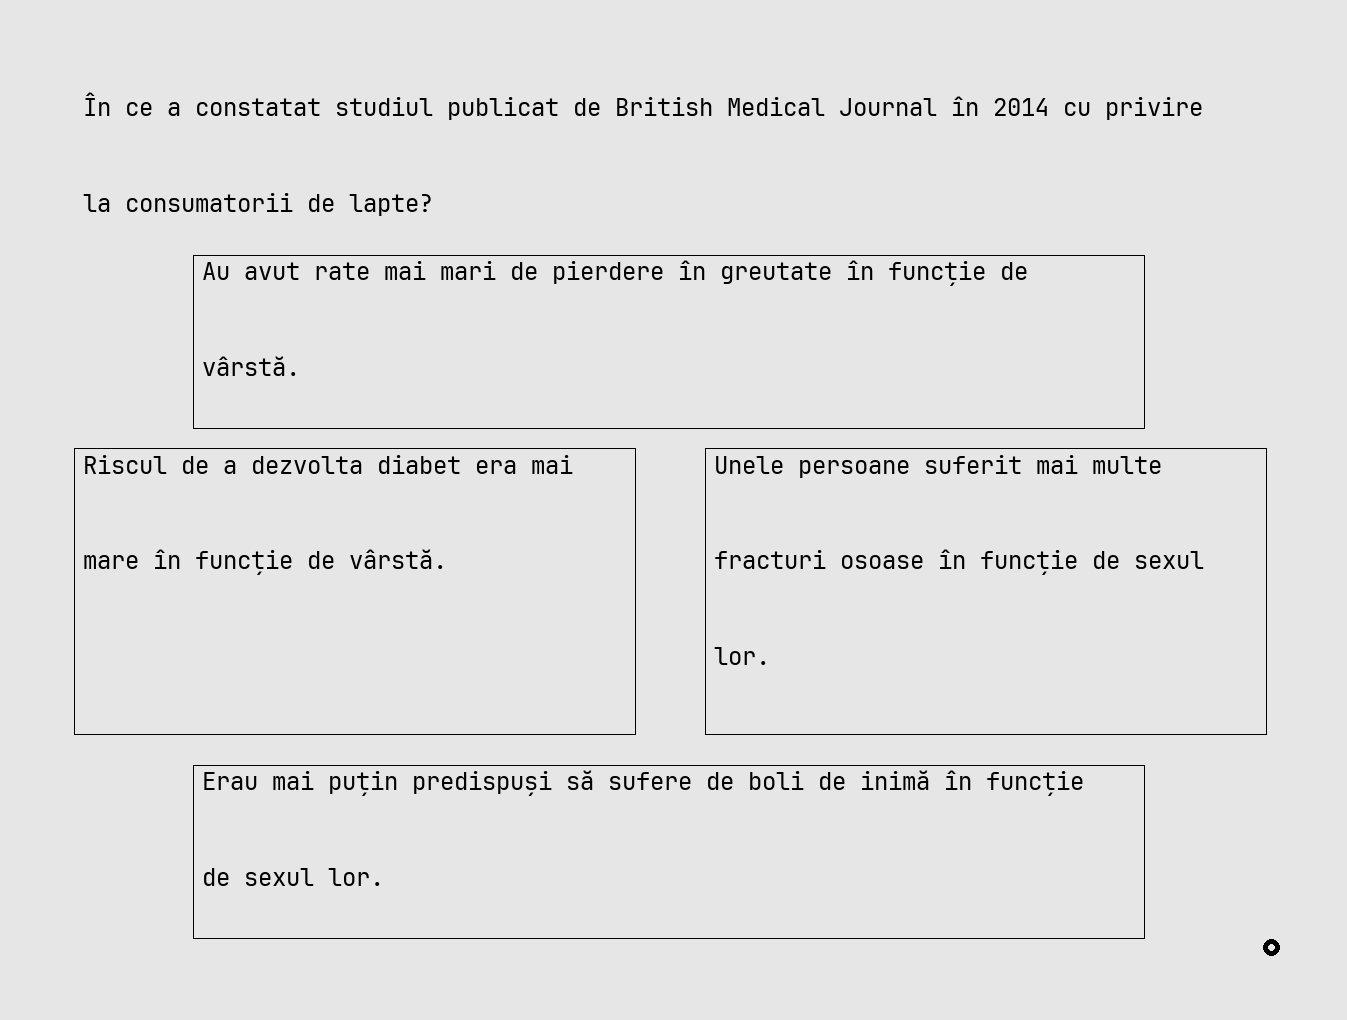 În ce a constatat studiul publicat de British Medical Journal în 2014 cu privire
la consumatorii de lapte?
Au avut rate mai mari de pierdere în greutate în funcție de
vârstă.
Riscul de a dezvolta diabet era mai
mare în funcție de vârstă.
Unele persoane suferit mai multe
fracturi osoase în funcție de sexul
lor.
Erau mai puțin predispuși să sufere de boli de inimă în funcție
de sexul lor.